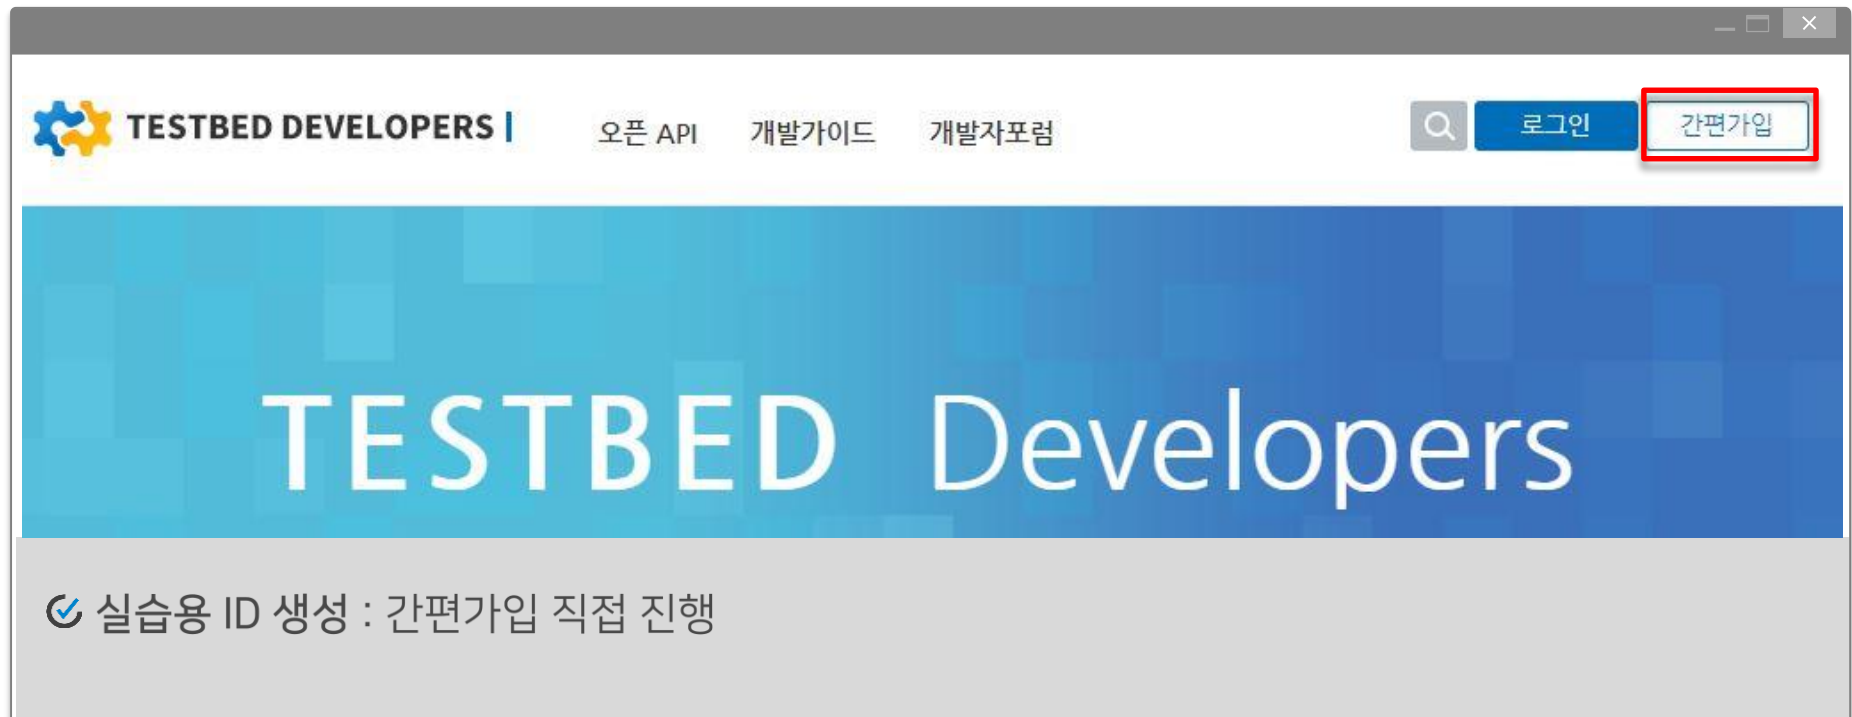 TESTBED DEVELOPERS 오픈 API 개발가이드 개발자포럼 로그인 간편가입
TESTBED Developers
실습용 ID 생성 : 간편가입 직접 진행